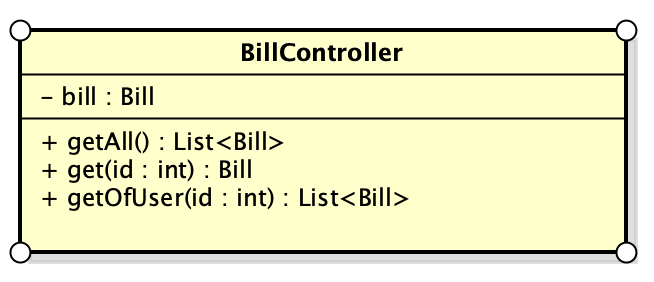 BillController
- bill : Bill
+ getAll() : List<Bill>
+ get(id : int) : Bill
+ getOfUser(id : int) : List<Bill>